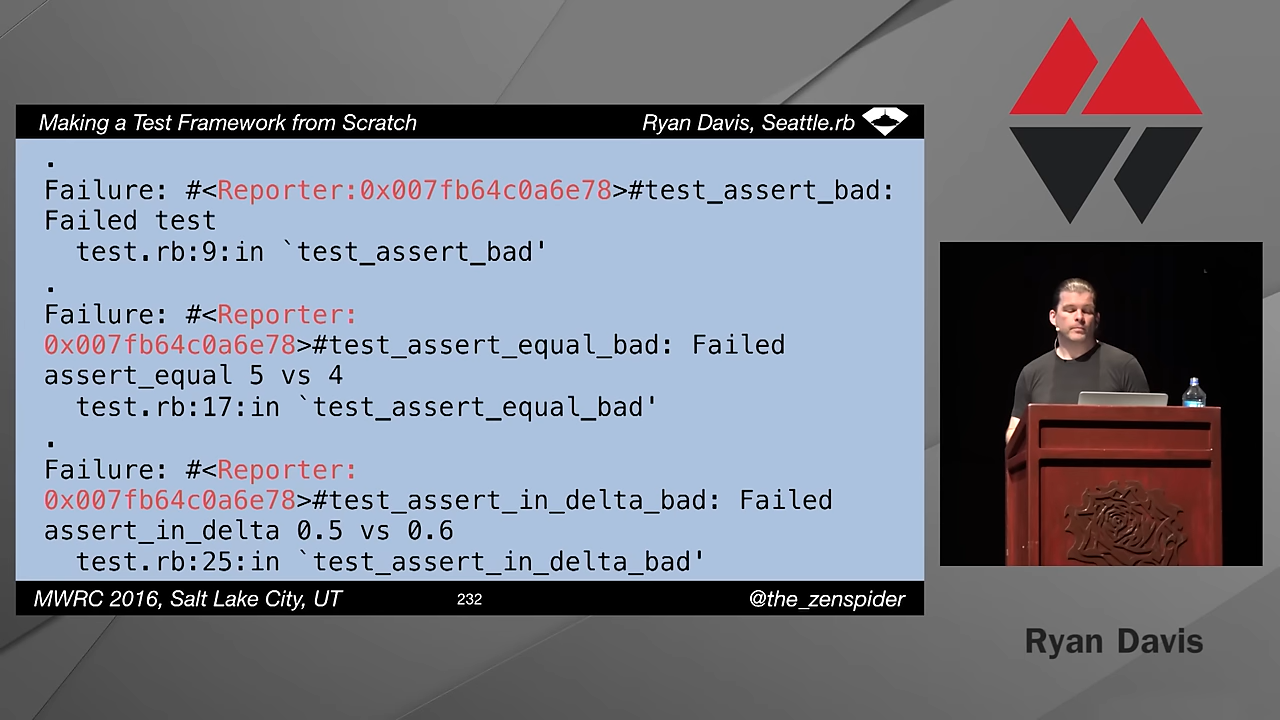 Making a Test Framework from Scratch
Ryan Davis, Seattle.rb
.
Failure: #<Reporter:0x007fb64c0a6e78>#test_assert_bad:
Failed test
  test.rb:9:in `test_assert_bad'
.
Failure: #<Reporter:
0x007fb64c0a6e78>#test_assert_equal_bad: Failed
assert_equal 5 vs 4
  test.rb:17:in `test_assert_equal_bad'
.
Failure: #<Reporter:
0x007fb64c0a6e78>#test_assert_in_delta_bad: Failed
assert_in_delta 0.5 vs 0.6
  test.rb:25:in `test_assert_in_delta_bad'
MWRC 2016, Salt Lake City, UT
232
@the_zenspider
Ryan Davis